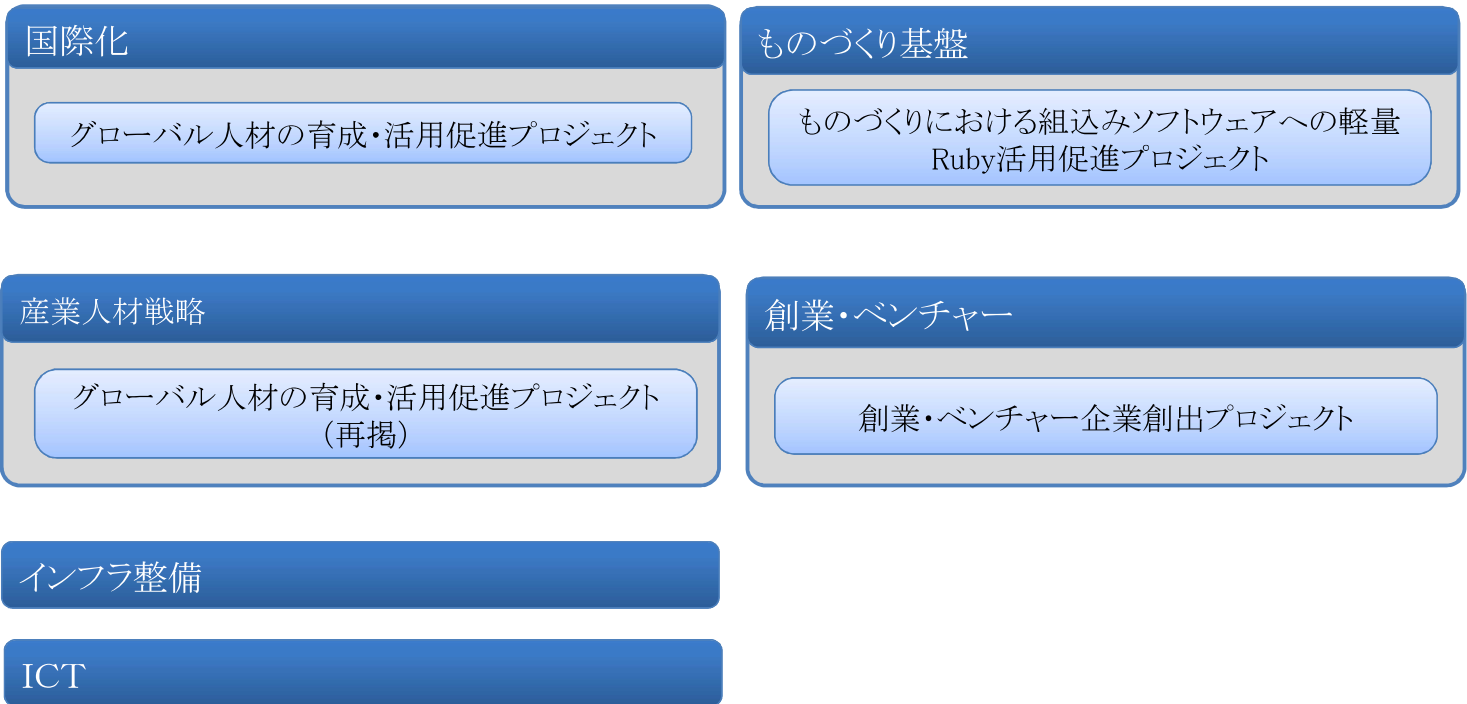 国際化
グローバル人材の育成・活用促進プロジェクト
ものづくり基盤
ものづくりにおける組込みソフトウェアへの軽量
Ruby活用促進プロジェクト
産業人材戦略
グローバル人材の育成・活用促進プロジェクト
（再掲）
創業・ベンチャー
創業・ベンチャー企業創出プロジェクト
インフラ整備
ICT